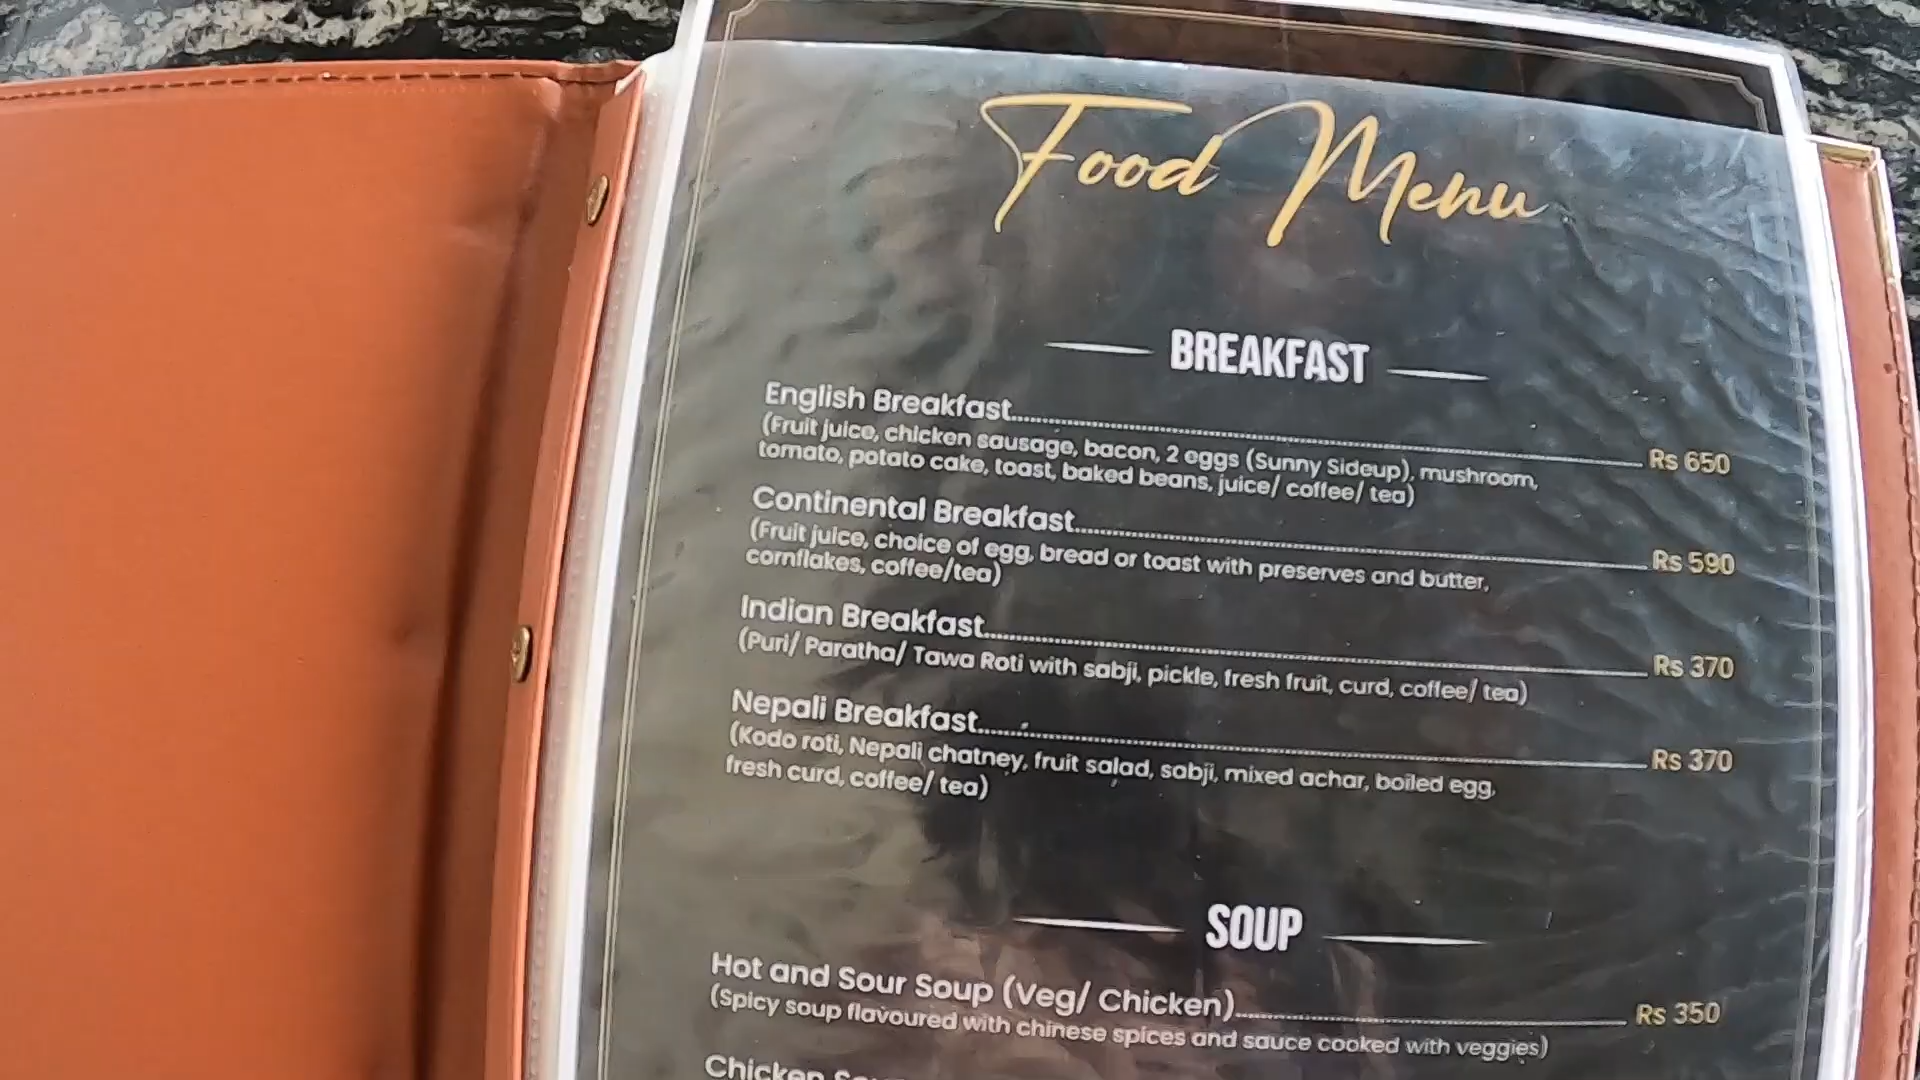 Food Menu
BREAKFAST
English Breakfast Rs 650
(Fruit juice, chicken sausage, bacon, 2 eggs (Sunny Sideup), mushroom,
tomato, potato cake, toast, baked beans, juice/ coffee/ tea)
Continental Breakfast Rs 590
(Fruit juice, choice of egg, bread or toast with preserves and butter,
cornflakes, coffee/tea)
Indian Breakfast Rs 370
(Puri/ Paratha/ Tawa Roti with sabji, pickle, fresh fruit, curd, coffee/ tea)
Nepali Breakfast Rs 370
(Kodo roti, Nepali chatney, fruit salad, sabji, mixed achar, boiled egg,
fresh curd, coffee/ tea)
SOUP
Hot and Sour Soup (Veg/ Chicken) Rs 350
(Spicy soup flavoured with chinese spices and sauce cooked with veggies)
Chicken